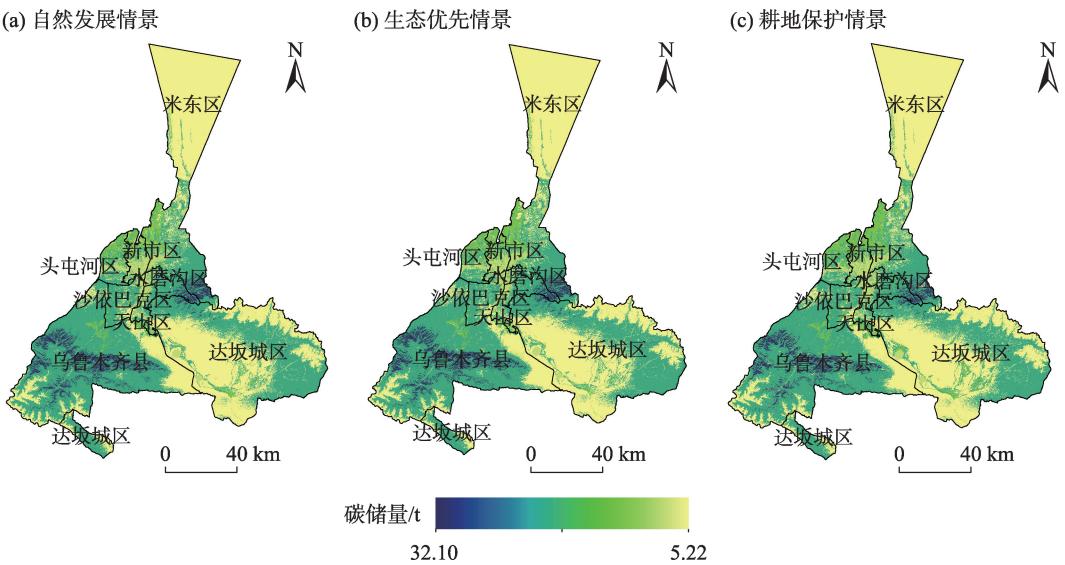 (a) 自然发展情景
(b) 生态优先情景
(c) 耕地保护情景
N
N
N
米东区
米东区
米东区
新市区
头屯河区
水磨沟区
沙依巴克区
天山区
达坂城区
乌鲁木齐县
达坂城区
新市区
头屯河区
水磨沟区
沙依巴克区
天山区
达坂城区
乌鲁木齐县
达坂城区
新市区
头屯河区
水磨沟区
沙依巴克区
天山区
达坂城区
乌鲁木齐县
达坂城区
0 40 km
0 40 km
0 40 km
碳储量/t
32.10 5.22